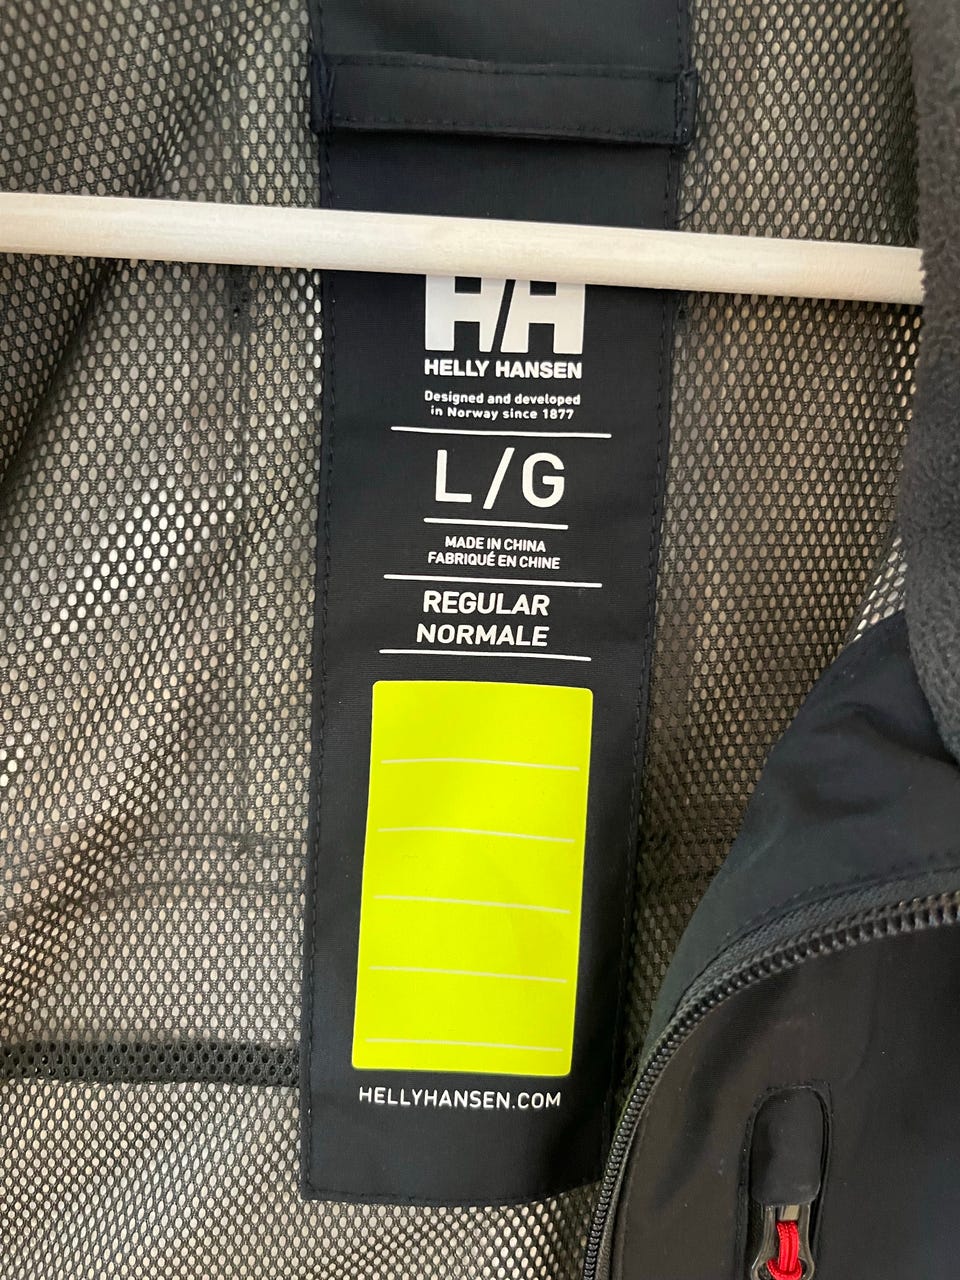 HH
HELLY HANSEN
Designed and developed
in Norway since 1877
L/G
MADE IN CHINA
FABRIQUÉ EN CHINE
REGULAR
NORMALE
HELLYHANSEN.COM